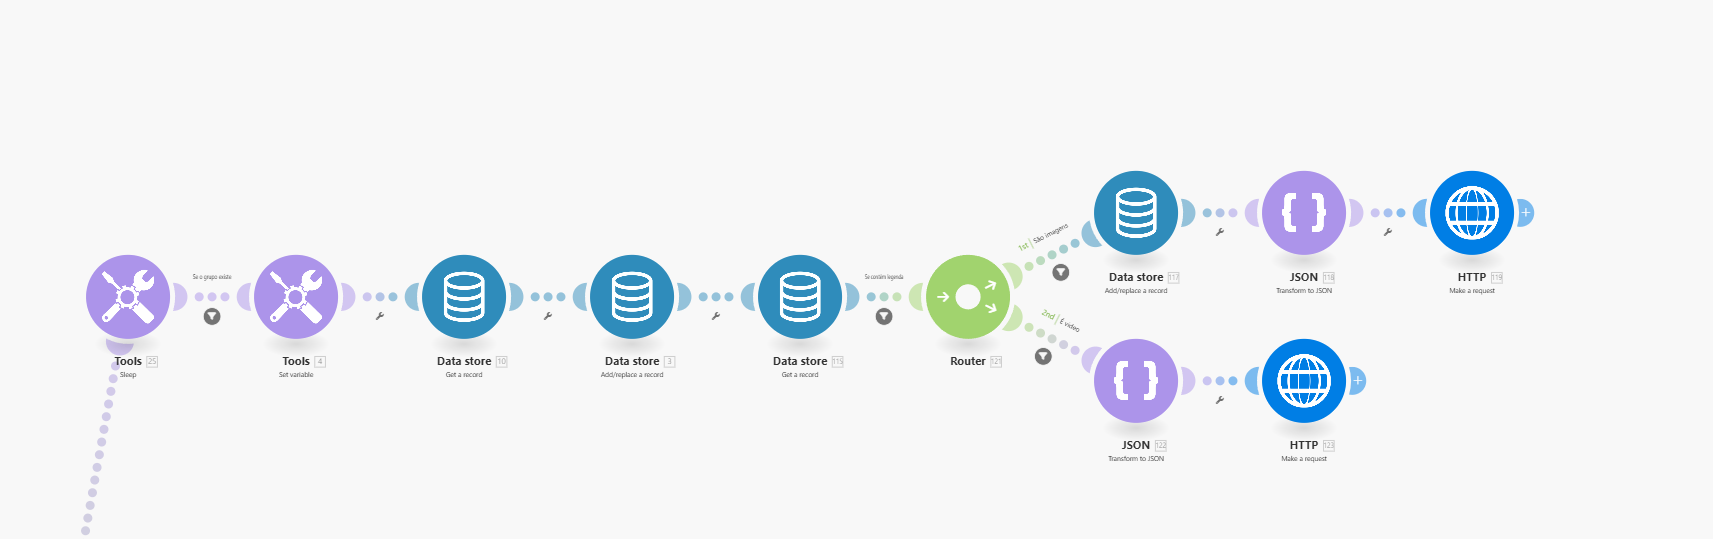 Se o grupo existe
Tools 25
Sleep
Tools 4
Set variable
Data store 10
Get a record
Data store 3
Add/replace a record
Data store 115
Get a record
Se contém legenda
Router 121
1st | São imagens
Data store 117
Add/replace a record
JSON 118
Transform to JSON
HTTP 119
Make a request
2nd | É video
JSON 122
Transform to JSON
HTTP 123
Make a request